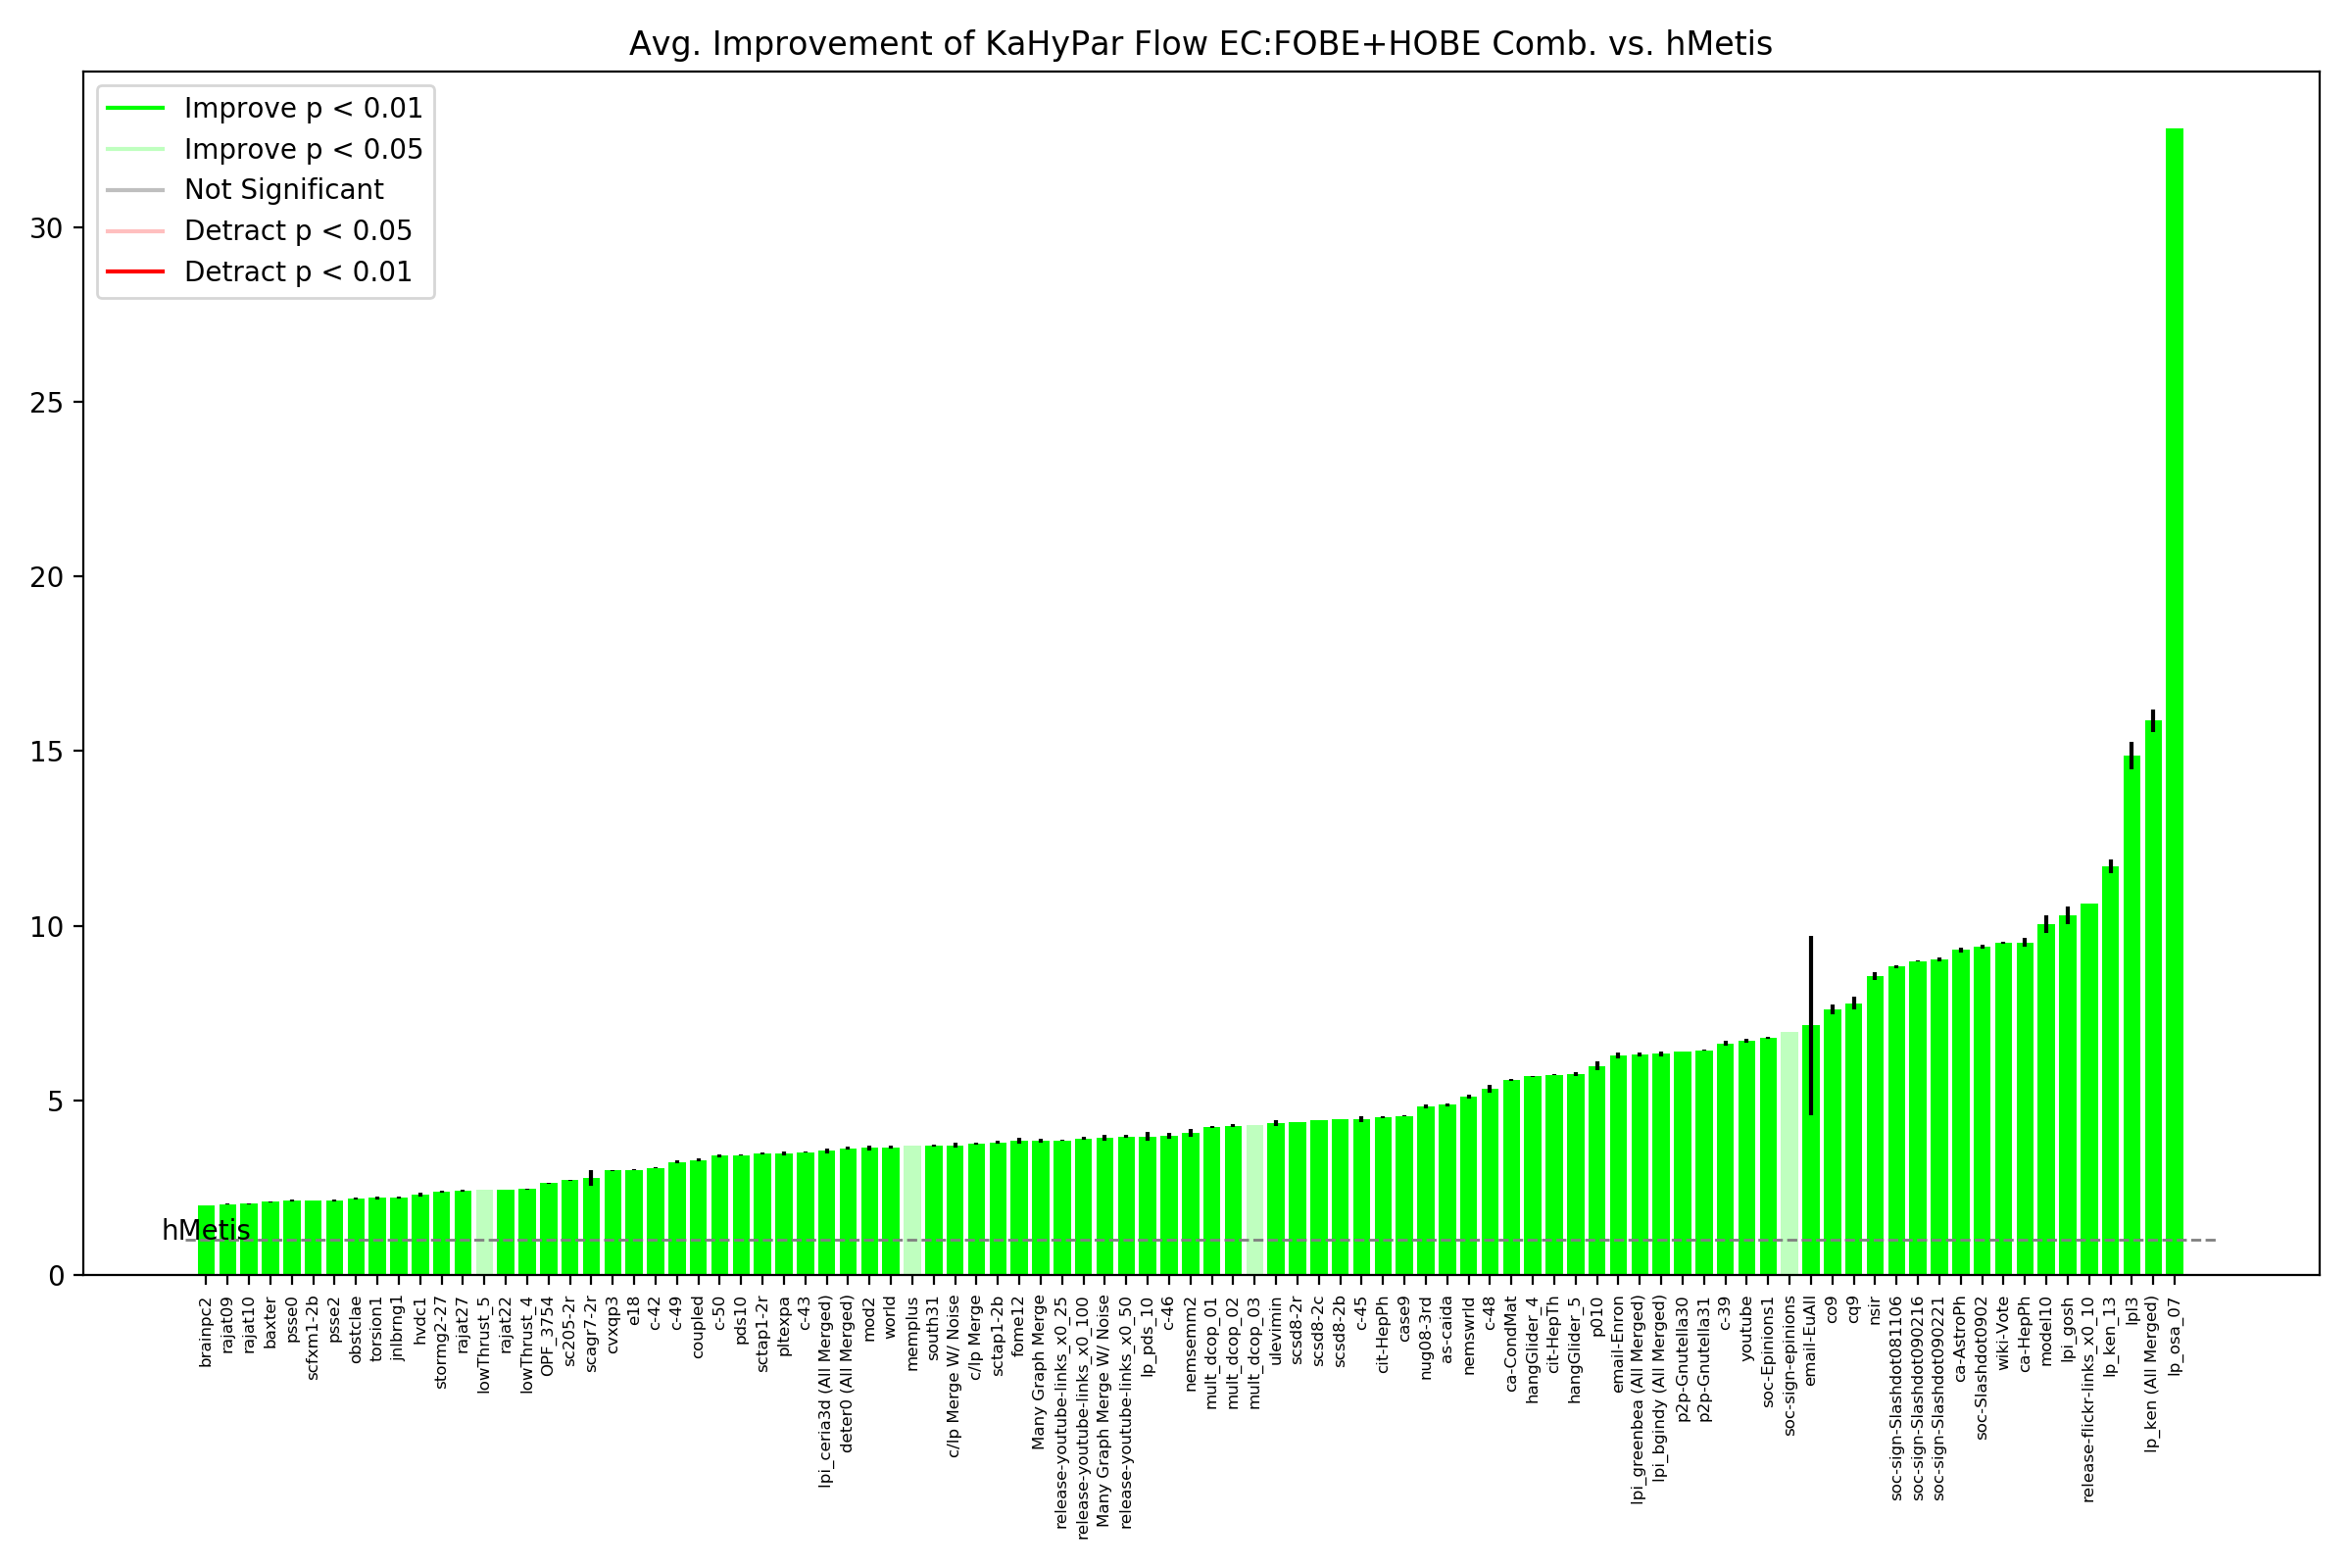 Avg. Improvement of KaHyPar Flow EC:FOBE+HOBE Comb. vs. hMetis
Improve p < 0.01
Improve p < 0.05
Not Significant
Detract p < 0.05
Detract p < 0.01
30
25
20
15
10
5
0
hMetis
brainpc2
rajat09
rajat10
baxter
psse0
scfxm1-2b
psse2
obstclae
torsion1
jnlbrng1
hvdc1
stormg2-27
rajat27
lowThrust_5
rajat22
lowThrust_4
OPF_3754
sc205-2r
scagr7-2r
cvxqp3
e18
c-42
c-49
coupled
c-50
pds10
sctap1-2r
pltexpa
c-43
lpi_ceria3d (All Merged)
deter0 (All Merged)
mod2
world
memplus
south31
c/lp Merge W/ Noise
c/lp Merge
sctap1-2b
fome12
Many Graph Merge
release-youtube-links_x0_25
release-youtube-links_x0_100
Many Graph Merge W/ Noise
release-youtube-links_x0_50
lp_pds_10
c-46
nemsemm2
mult_dcop_01
mult_dcop_02
mult_dcop_03
ulevimin
scsd8-2r
scsd8-2c
scsd8-2b
c-45
cit-HepPh
case9
nug08-3rd
as-caida
nemswrld
c-48
ca-CondMat
hangGlider_4
cit-HepTh
hangGlider_5
p010
email-Enron
lpi_greenbea (All Merged)
lpi_bgindy (All Merged)
p2p-Gnutella30
p2p-Gnutella31
c-39
youtube
soc-Epinions1
soc-sign-epinions
email-EuAll
co9
cq9
nsir
soc-sign-Slashdot081106
soc-sign-Slashdot090216
soc-sign-Slashdot090221
ca-AstroPh
soc-Slashdot0902
wiki-Vote
ca-HepPh
model10
lpi_gosh
release-flickr-links_x0_10
lp_ken_13
lpl3
lp_ken (All Merged)
lp_osa_07